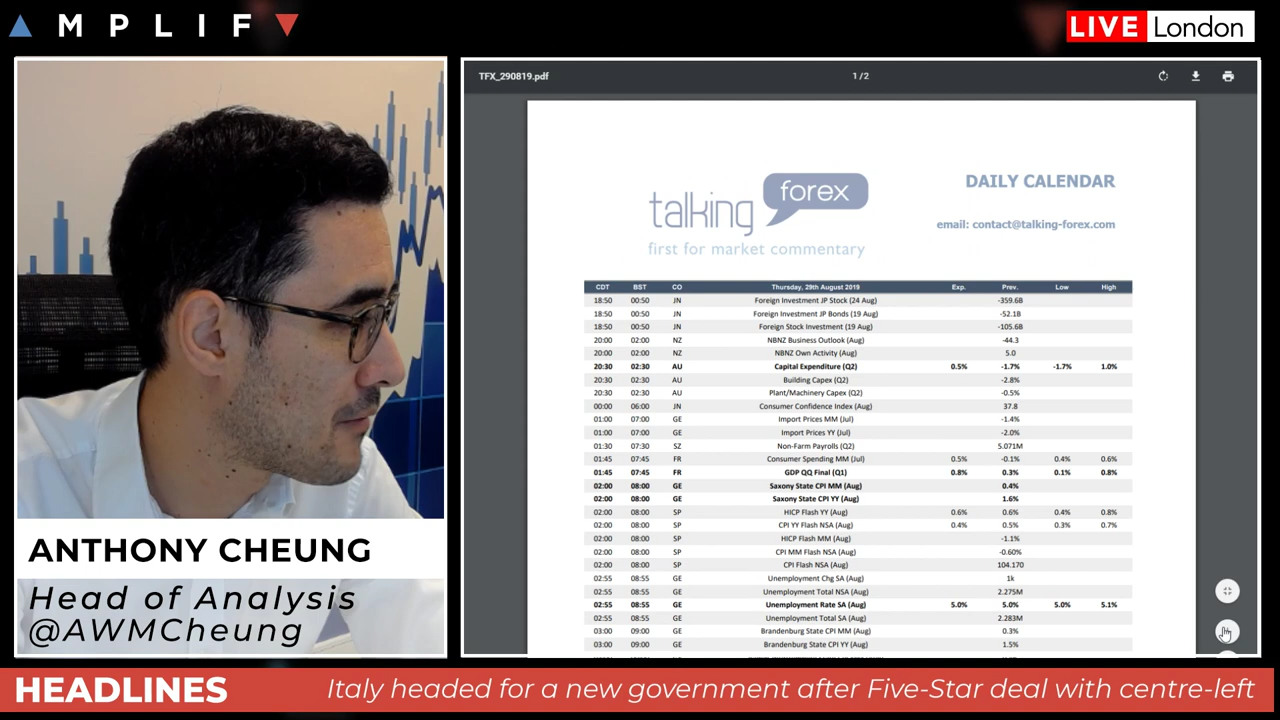 AMPLIFY
LIVE London
TFX_290819.pdf
1/2
talking forex
first for market commentary
DAILY CALENDAR
email: contact@talking-forex.com
CDT BST CO Thursday, 29th August 2019 Exp. Prev. Low High
18:50 00:50 JN Foreign Investment JP Stock (24 Aug) -359.6B
18:50 00:50 JN Foreign Investment JP Bonds (19 Aug) -52.1B
18:50 00:50 JN Foreign Stock Investment (19 Aug) -105.6B
20:00 02:00 NZ NBNZ Business Outlook (Aug) -44.3
20:00 02:00 NZ NBNZ Own Activity (Aug) 5.0
20:30 02:30 AU Capital Expenditure (Q2) 0.5% -1.7% -1.7% 1.0%
20:30 02:30 AU Building Capex (Q2) -2.8%
20:30 02:30 AU Plant/Machinery Capex (Q2) -0.5%
00:00 06:00 JN Consumer Confidence Index (Aug) 37.8
01:00 07:00 GE Import Prices MM (Jul) -1.4%
01:00 07:00 GE Import Prices YY (Jul) -2.0%
01:30 07:30 SZ Non-Farm Payrolls (Q2) 5.071M
01:45 07:45 FR Consumer Spending MM (Jul) 0.5% -0.1% 0.4% 0.6%
01:45 07:45 FR GDP QQ Final (Q1) 0.8% 0.3% 0.1% 0.8%
02:00 08:00 GE Saxony State CPI MM (Aug) 0.4%
02:00 08:00 GE Saxony State CPI YY (Aug) 1.6%
02:00 08:00 SP HICP Flash YY (Aug) 0.6% 0.6% 0.4% 0.8%
02:00 08:00 SP CPI YY Flash NSA (Aug) 0.4% 0.5% 0.3% 0.7%
02:00 08:00 SP HICP Flash MM (Aug) -1.1%
02:00 08:00 SP CPI MM Flash NSA (Aug) -0.60%
02:00 08:00 SP CPI Flash NSA (Aug) 104.170
02:55 08:55 GE Unemployment Chg SA (Aug) 1k
02:55 08:55 GE Unemployment Total NSA (Aug) 2.275M
02:55 08:55 GE Unemployment Rate SA (Aug) 5.0% 5.0% 5.0% 5.1%
02:55 08:55 GE Unemployment Total SA (Aug) 2.283M
03:00 09:00 GE Brandenburg State CPI MM (Aug) 0.3%
03:00 09:00 GE Brandenburg State CPI YY (Aug) 1.5%
ANTHONY CHEUNG
Head of Analysis
@AWMCheung
HEADLINES Italy headed for a new government after Five-Star deal with centre-left